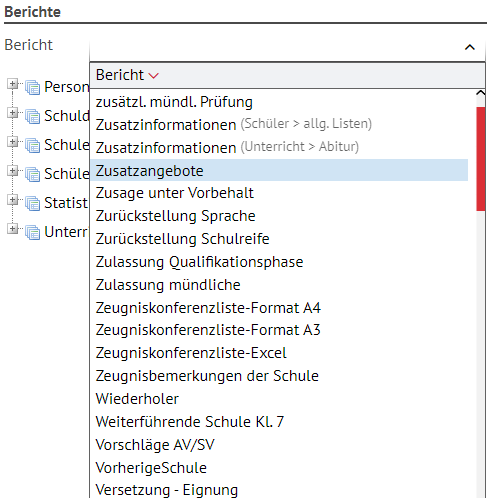 Berichte
Bericht
Bericht
Person
Schuld
Schule
Schüle
Statist
Unterr
zusätzl. mündl. Prüfung
Zusatzinformationen (Schüler > allg. Listen)
Zusatzinformationen (Unterricht > Abitur)
Zusatzangebote
Zusage unter Vorbehalt
Zurückstellung Sprache
Zurückstellung Schulreife
Zulassung Qualifikationsphase
Zulassung mündliche
Zeugniskonferenzliste-Format A4
Zeugniskonferenzliste-Format A3
Zeugniskonferenzliste-Excel
Zeugnisbemerkungen der Schule
Wiederholer
Weiterführende Schule Kl. 7
Vorschläge AV/SV
VorherigeSchule
Versetzung - Eignung